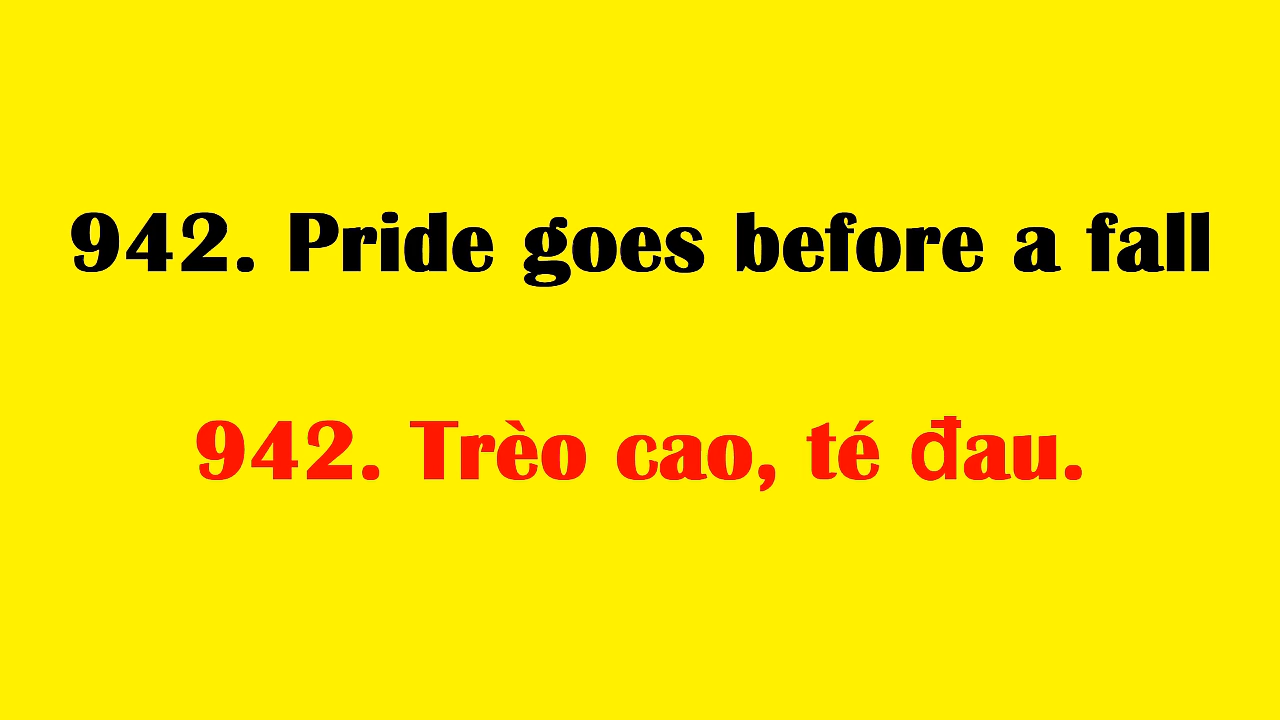 942. Pride goes before a fall
942. Trèo cao, té đau.